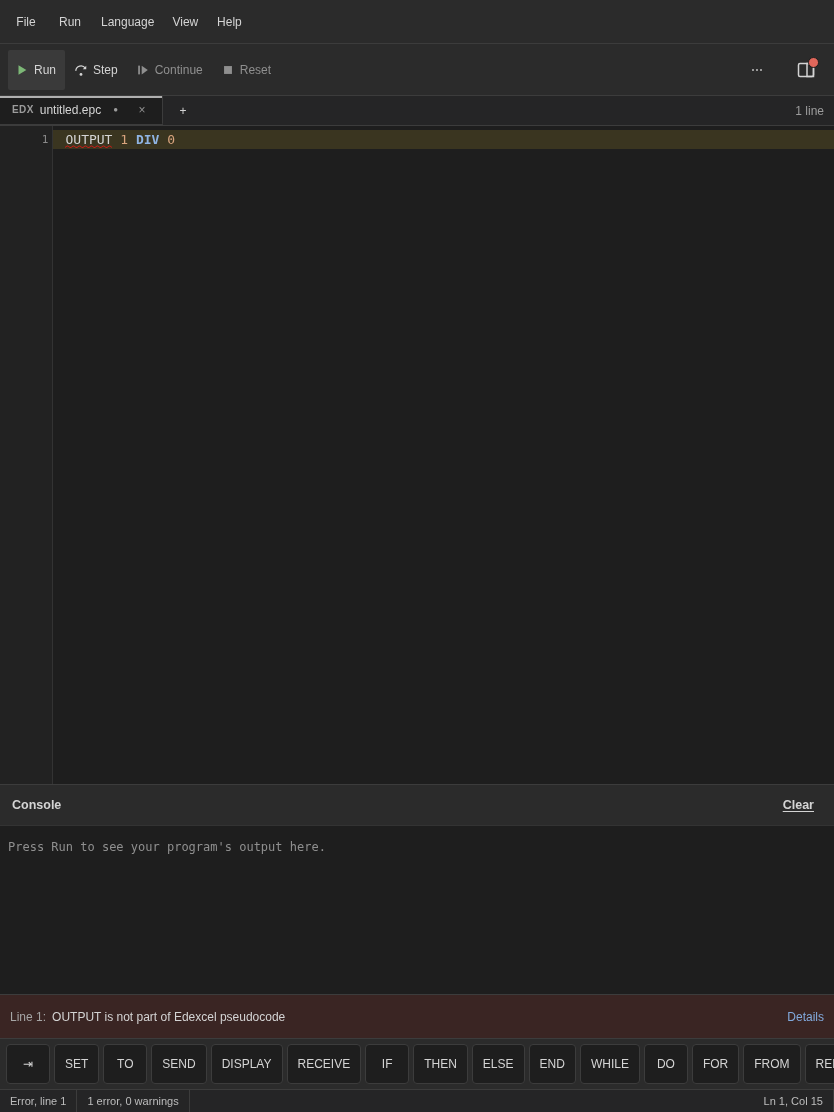 File Run Language View Help
Run Step Continue Reset ···
EDX untitled.epc • × + 1 line
1 OUTPUT 1 DIV 0
Console Clear
Press Run to see your program's output here.
Line 1: OUTPUT is not part of Edexcel pseudocode Details
⇥ SET TO SEND DISPLAY RECEIVE IF THEN ELSE END WHILE DO FOR FROM
Error, line 1 1 error, 0 warnings Ln 1, Col 15